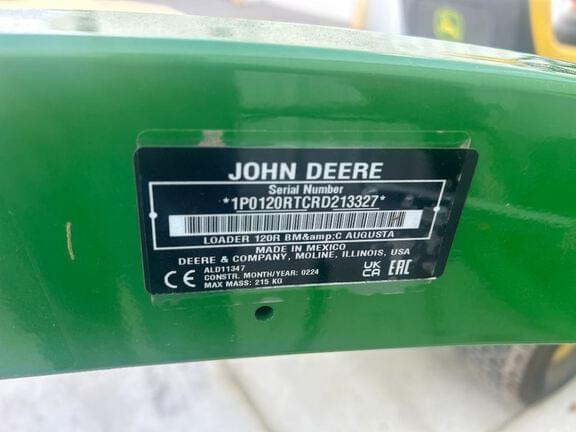 JOHN DEERE
Serial Number
*1P0120RTCRD213327*
H
LOADER 120R BM&amp;C AUGUSTA
MADE IN MEXICO
DEERE & COMPANY, MOLINE, ILLINOIS, USA
ALD11347
CE CONSTR. MONTH/YEAR: 0224
MAX MASS: 215 KG
UK CA EAC